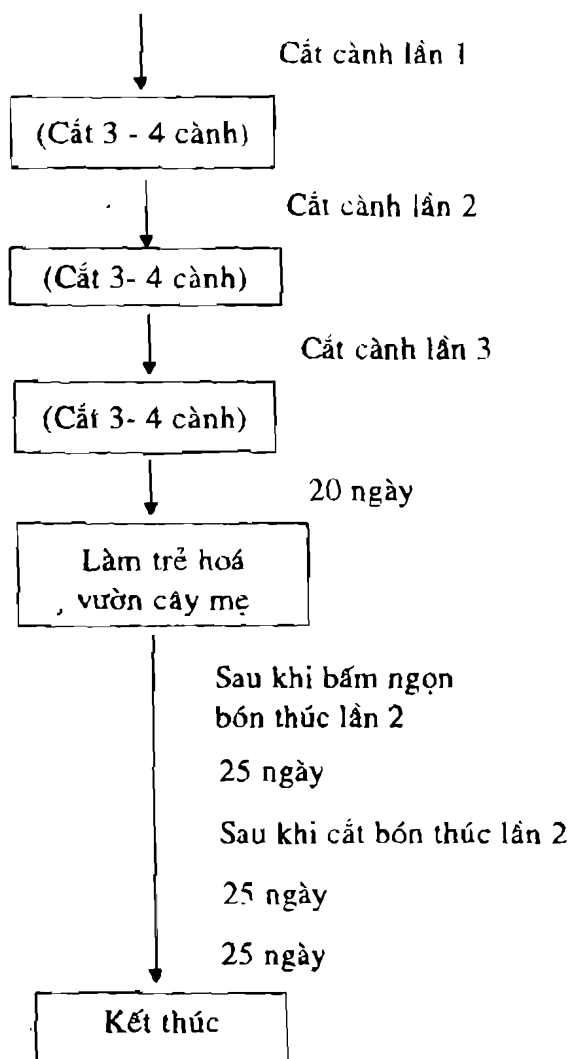 Cắt cành lần 1
(Cắt 3 - 4 cành)
Cắt cành lần 2
(Cắt 3- 4 cành)
Cắt cành lần 3
(Cắt 3- 4 cành)
20 ngày
Làm trẻ hoá
vườn cây mẹ
Sau khi bấm ngọn
bón thúc lần 2
25 ngày
Sau khi cắt bón thúc lần 2
25 ngày
25 ngày
Kết thúc